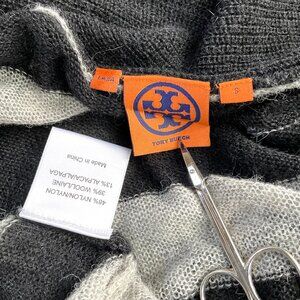 S
TORY BURCH
48% NYLON/NYLON
39% WOOL/LAINE
13% ALPACA/ALPAGA
Made in China